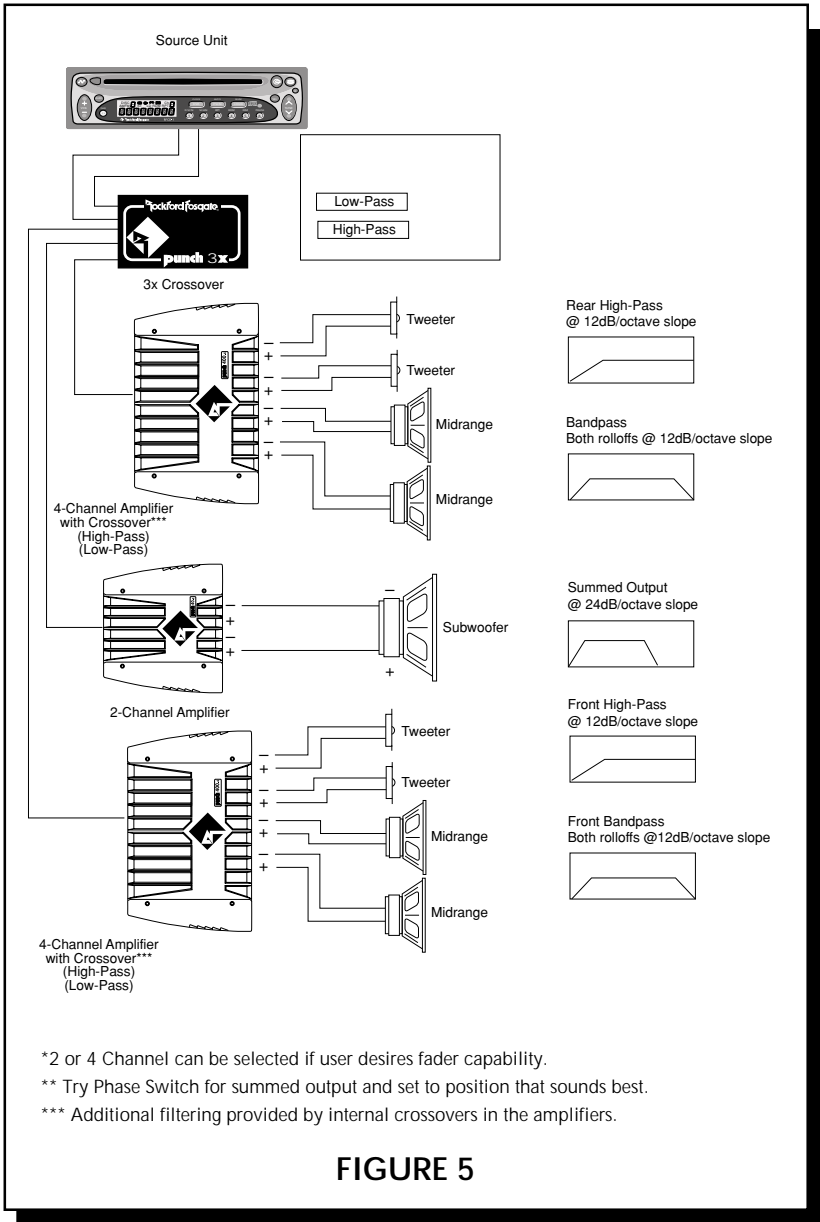 Source Unit
Low-Pass
High-Pass
Rockford Fosgate
punch 3x
3x Crossover
Tweeter
Tweeter
Midrange
Midrange
4-Channel Amplifier
with Crossover***
(High-Pass)
(Low-Pass)
Rear High-Pass
@ 12dB/octave slope
Bandpass
Both rolloffs @ 12dB/octave slope
− + − + − + − +
Subwoofer
− +
− + − +
2-Channel Amplifier
Summed Output
@ 24dB/octave slope
Tweeter
Tweeter
Midrange
Midrange
− + − + − + − +
4-Channel Amplifier
with Crossover***
(High-Pass)
(Low-Pass)
Front High-Pass
@ 12dB/octave slope
Front Bandpass
Both rolloffs @12dB/octave slope
*2 or 4 Channel can be selected if user desires fader capability.
** Try Phase Switch for summed output and set to position that sounds best.
*** Additional filtering provided by internal crossovers in the amplifiers.
FIGURE 5